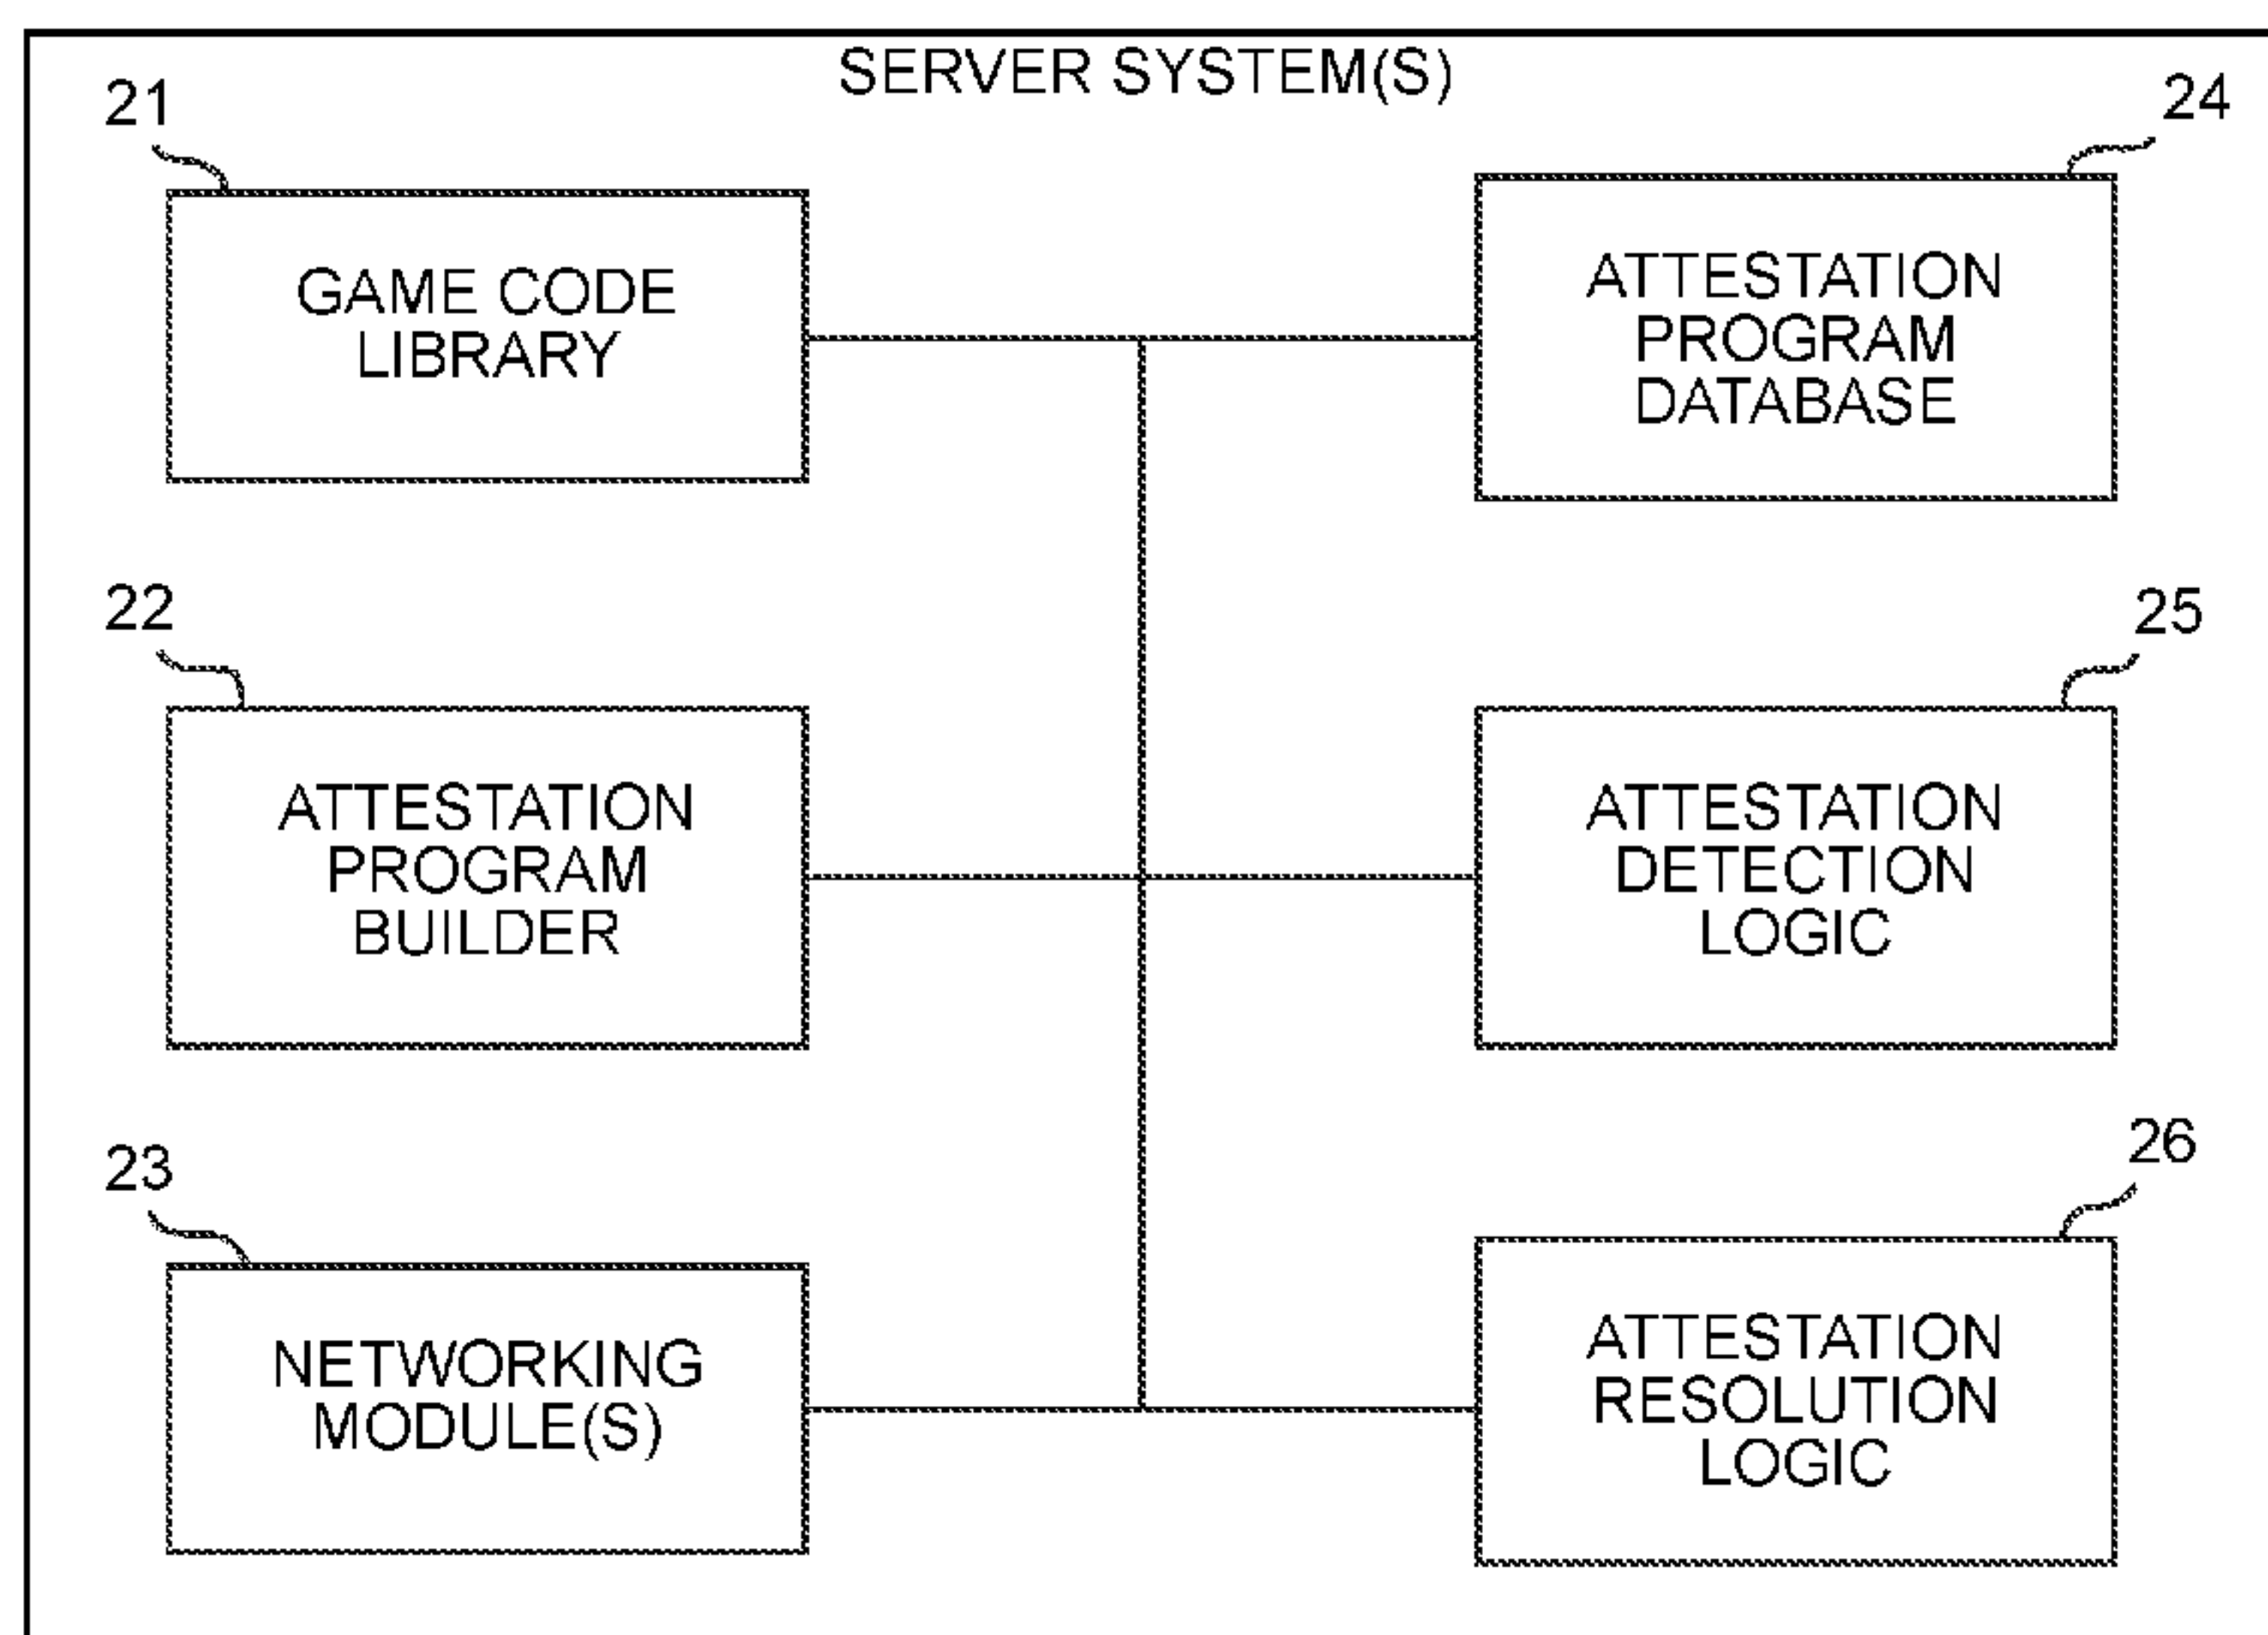 SERVER SYSTEM(S)
21
GAME CODE
LIBRARY
24
ATTESTATION
PROGRAM
DATABASE
22
ATTESTATION
PROGRAM
BUILDER
25
ATTESTATION
DETECTION
LOGIC
23
NETWORKING
MODULE(S)
26
ATTESTATION
RESOLUTION
LOGIC